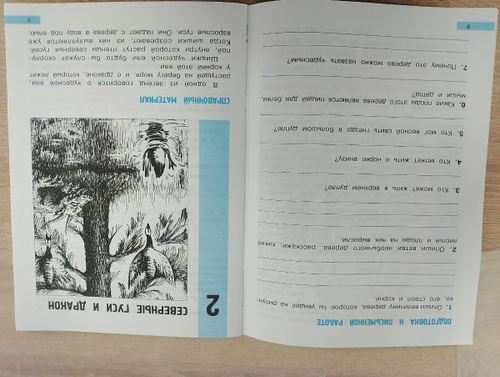 ПОДГОТОВКА К ПИСЬМЕННОЙ РАБОТЕ
1. Опиши величину дерева, которое ты увидел на рисун-
ке, его ствол и корни.
2. Опиши ветви необычного дерева, расскажи, какие
листья и плоды на них выросли.
3. Кто может жить в верхнем дупле?
4. Кто может жить в норке внизу?
5. Кто мог весной свить гнездо в большом дупле?
6. Какие плоды этого дерева являются пищей для белки,
мыши и дятла?
7. Почему это дерево можно назвать чудесным?
8
2
СЕВЕРНЫЕ ГУСИ И ДРАКОН
СПРАВОЧНЫЙ МАТЕРИАЛ
В одной из легенд говорится о чудесной ели,
растущей на берегу моря, и о драконе, который лежит
у корней этой ели.
Шишки чудесной ели будто бы служат скорлу-
пой, внутри которой растут птенцы северных гусей.
Когда шишки созревают, из них вылупливаются уже
взрослые гуси. Они падают с дерева в воду под елью.
9